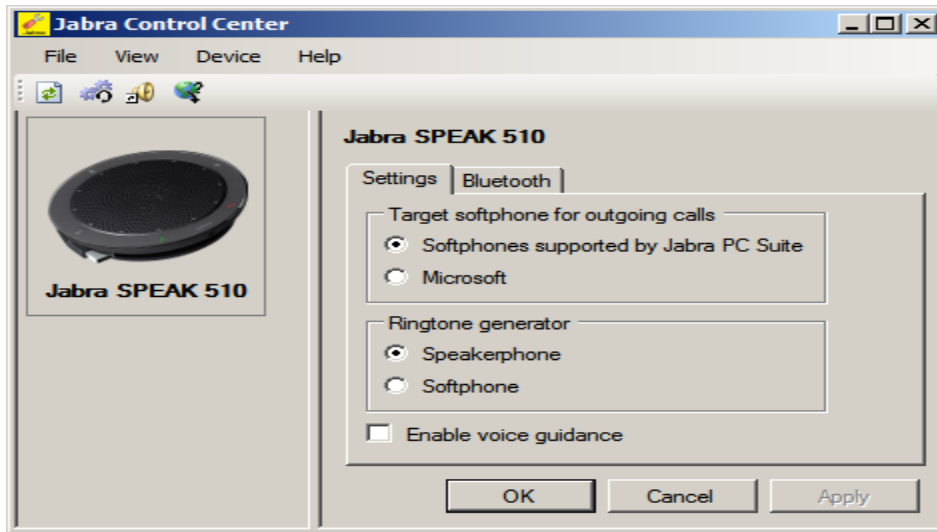 Jabra Control Center
File View Device Help
Jabra SPEAK 510
Jabra SPEAK 510
Settings Bluetooth
Target softphone for outgoing calls
Softphones supported by Jabra PC Suite
Microsoft
Ringtone generator
Speakerphone
Softphone
Enable voice guidance
OK Cancel Apply